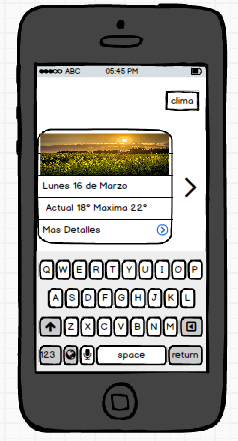 ABC 05:45 PM
clima
Lunes 16 de Marzo
Actual 18° Maxima 22°
Mas Detalles
Q W E R T Y U I O P
A S D F G H J K L
Z X C V B N M
123 space return